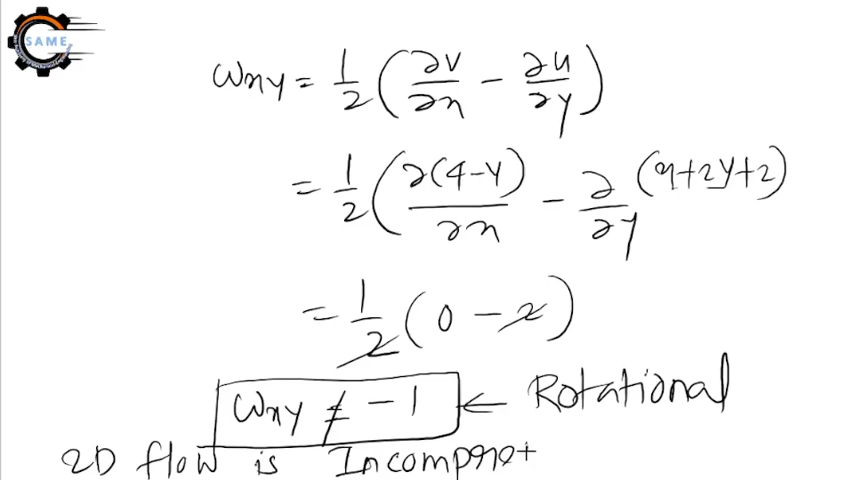 SAME
ωxy = 1/2 (∂v/∂x − ∂u/∂y)
= 1/2 (∂(4−y)/∂x − ∂/∂y (x+2y+2)
= 1/2 (0 − 2)
ωxy ≠ −1 ← Rotational
2D flow is Incompre